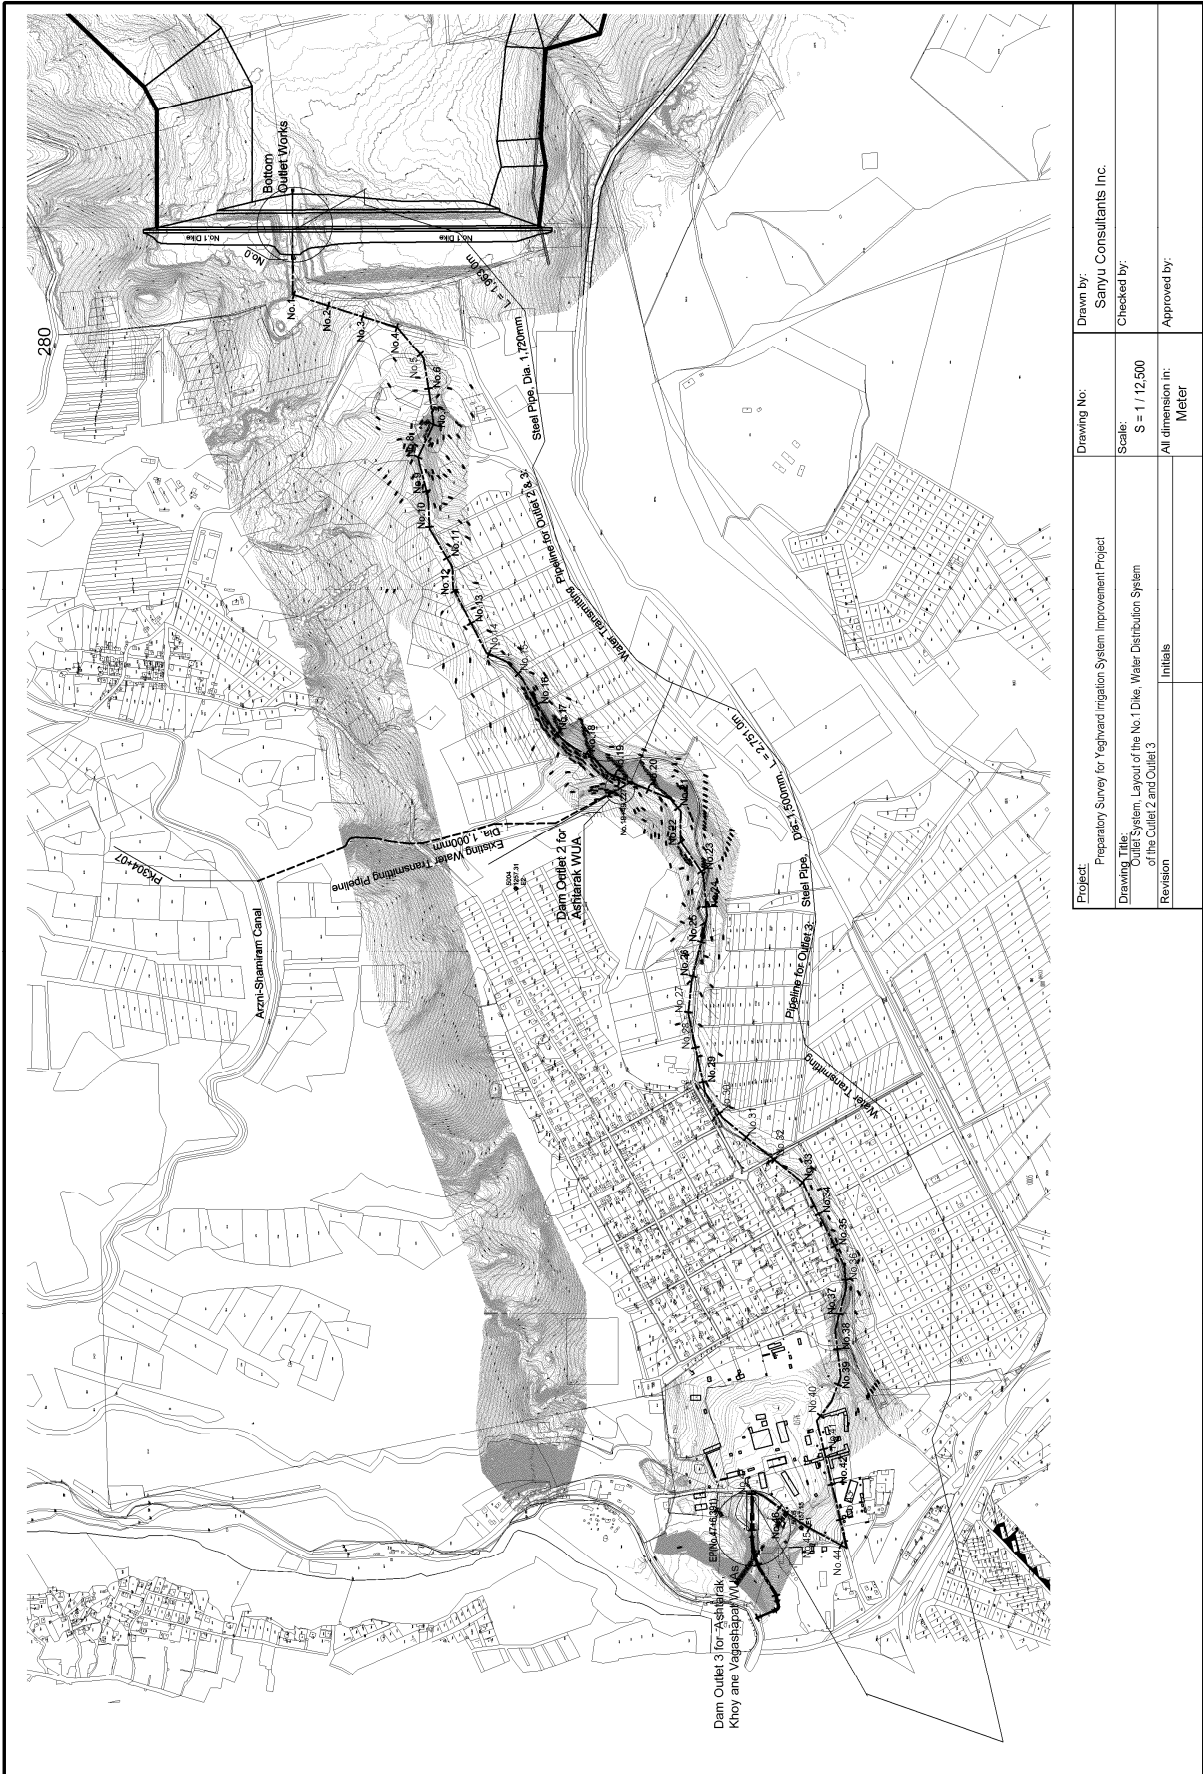 280
Bottom
Outlet Works
No.1 Dike
No.1 Dike
No.0
No.1
No.2
No.3
No.4
No.5
No.6
No.7
No.8
No.9
No.10
No.11
No.12
No.13
No.14
No.15
No.16
No.17
No.18
No.19
No.20
No.21
No.22
No.23
No.24
No.25
No.26
No.27
No.28
No.29
No.30
No.31
No.32
No.33
No.34
No.35
No.36
No.37
No.38
No.39
No.40
No.41
No.42
No.44
Water Transmitting Pipeline for Outlet 2 & 3: Steel Pipe, Dia. 1,720mm L = 1,963.0m
Water Transmitting Pipeline for Outlet 3: Steel Pipe, Dia. 1,500mm, L = 2,751.0m
PK304+07
Arzni-Shamiram Canal
Existing Water Transmitting Pipeline
Dia. 1,000mm
Dam Outlet 2 for
Ashtarak WUA
Dam Outlet 3 for Ashtarak,
Khoy ane Vagashapat WUAs
Project:
Preparatory Survey for Yeghvard Irrigation System Improvement Project
Drawing Title:
Outlet System, Layout of the No.1 Dike, Water Distribution System
of the Cutlet 2 and Outlet 3
Revision
Initials
Drawing No:
Scale:
S = 1 / 12,500
All dimension in:
Meter
Drawn by:
Sanyu Consultants Inc.
Checked by:
Approved by: